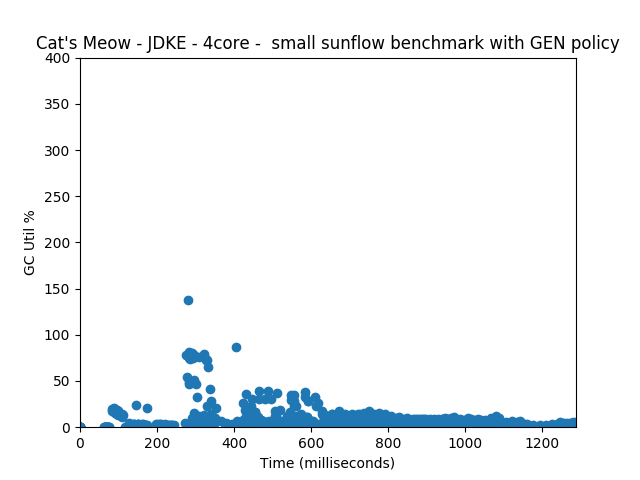 Cat's Meow - JDKE - 4core -  small sunflow benchmark with GEN policy
400
350
300
250
200
150
100
50
0
GC Util %
0 200 400 600 800 1000 1200
Time (milliseconds)